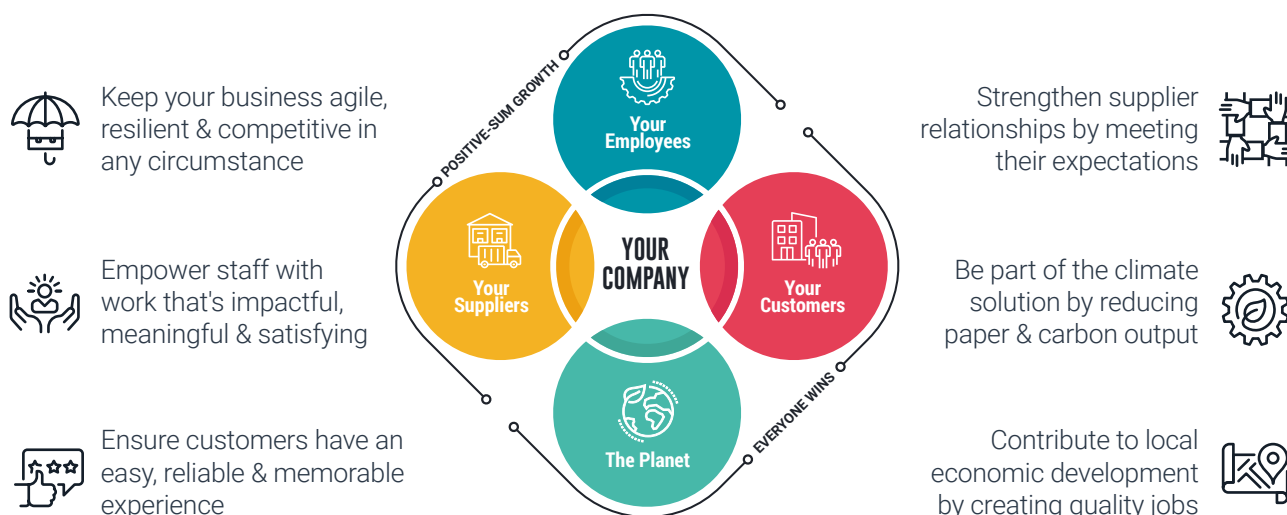 Keep your business agile,
resilient & competitive in
any circumstance
Empower staff with
work that's impactful,
meaningful & satisfying
Ensure customers have an
easy, reliable & memorable
experience
POSITIVE-SUM GROWTH
Your
Employees
Your
Suppliers
YOUR
COMPANY
Your
Customers
The Planet
EVERYONE WINS
Strengthen supplier
relationships by meeting
their expectations
Be part of the climate
solution by reducing
paper & carbon output
Contribute to local
economic development
by creating quality jobs
D